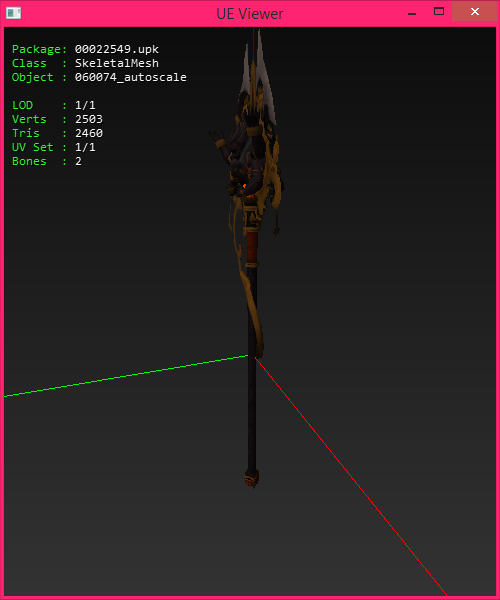 UE Viewer
Package: 00022549.upk
Class  : SkeletalMesh
Object : 060074_autoscale
LOD    : 1/1
Verts  : 2503
Tris   : 2460
UV Set : 1/1
Bones  : 2